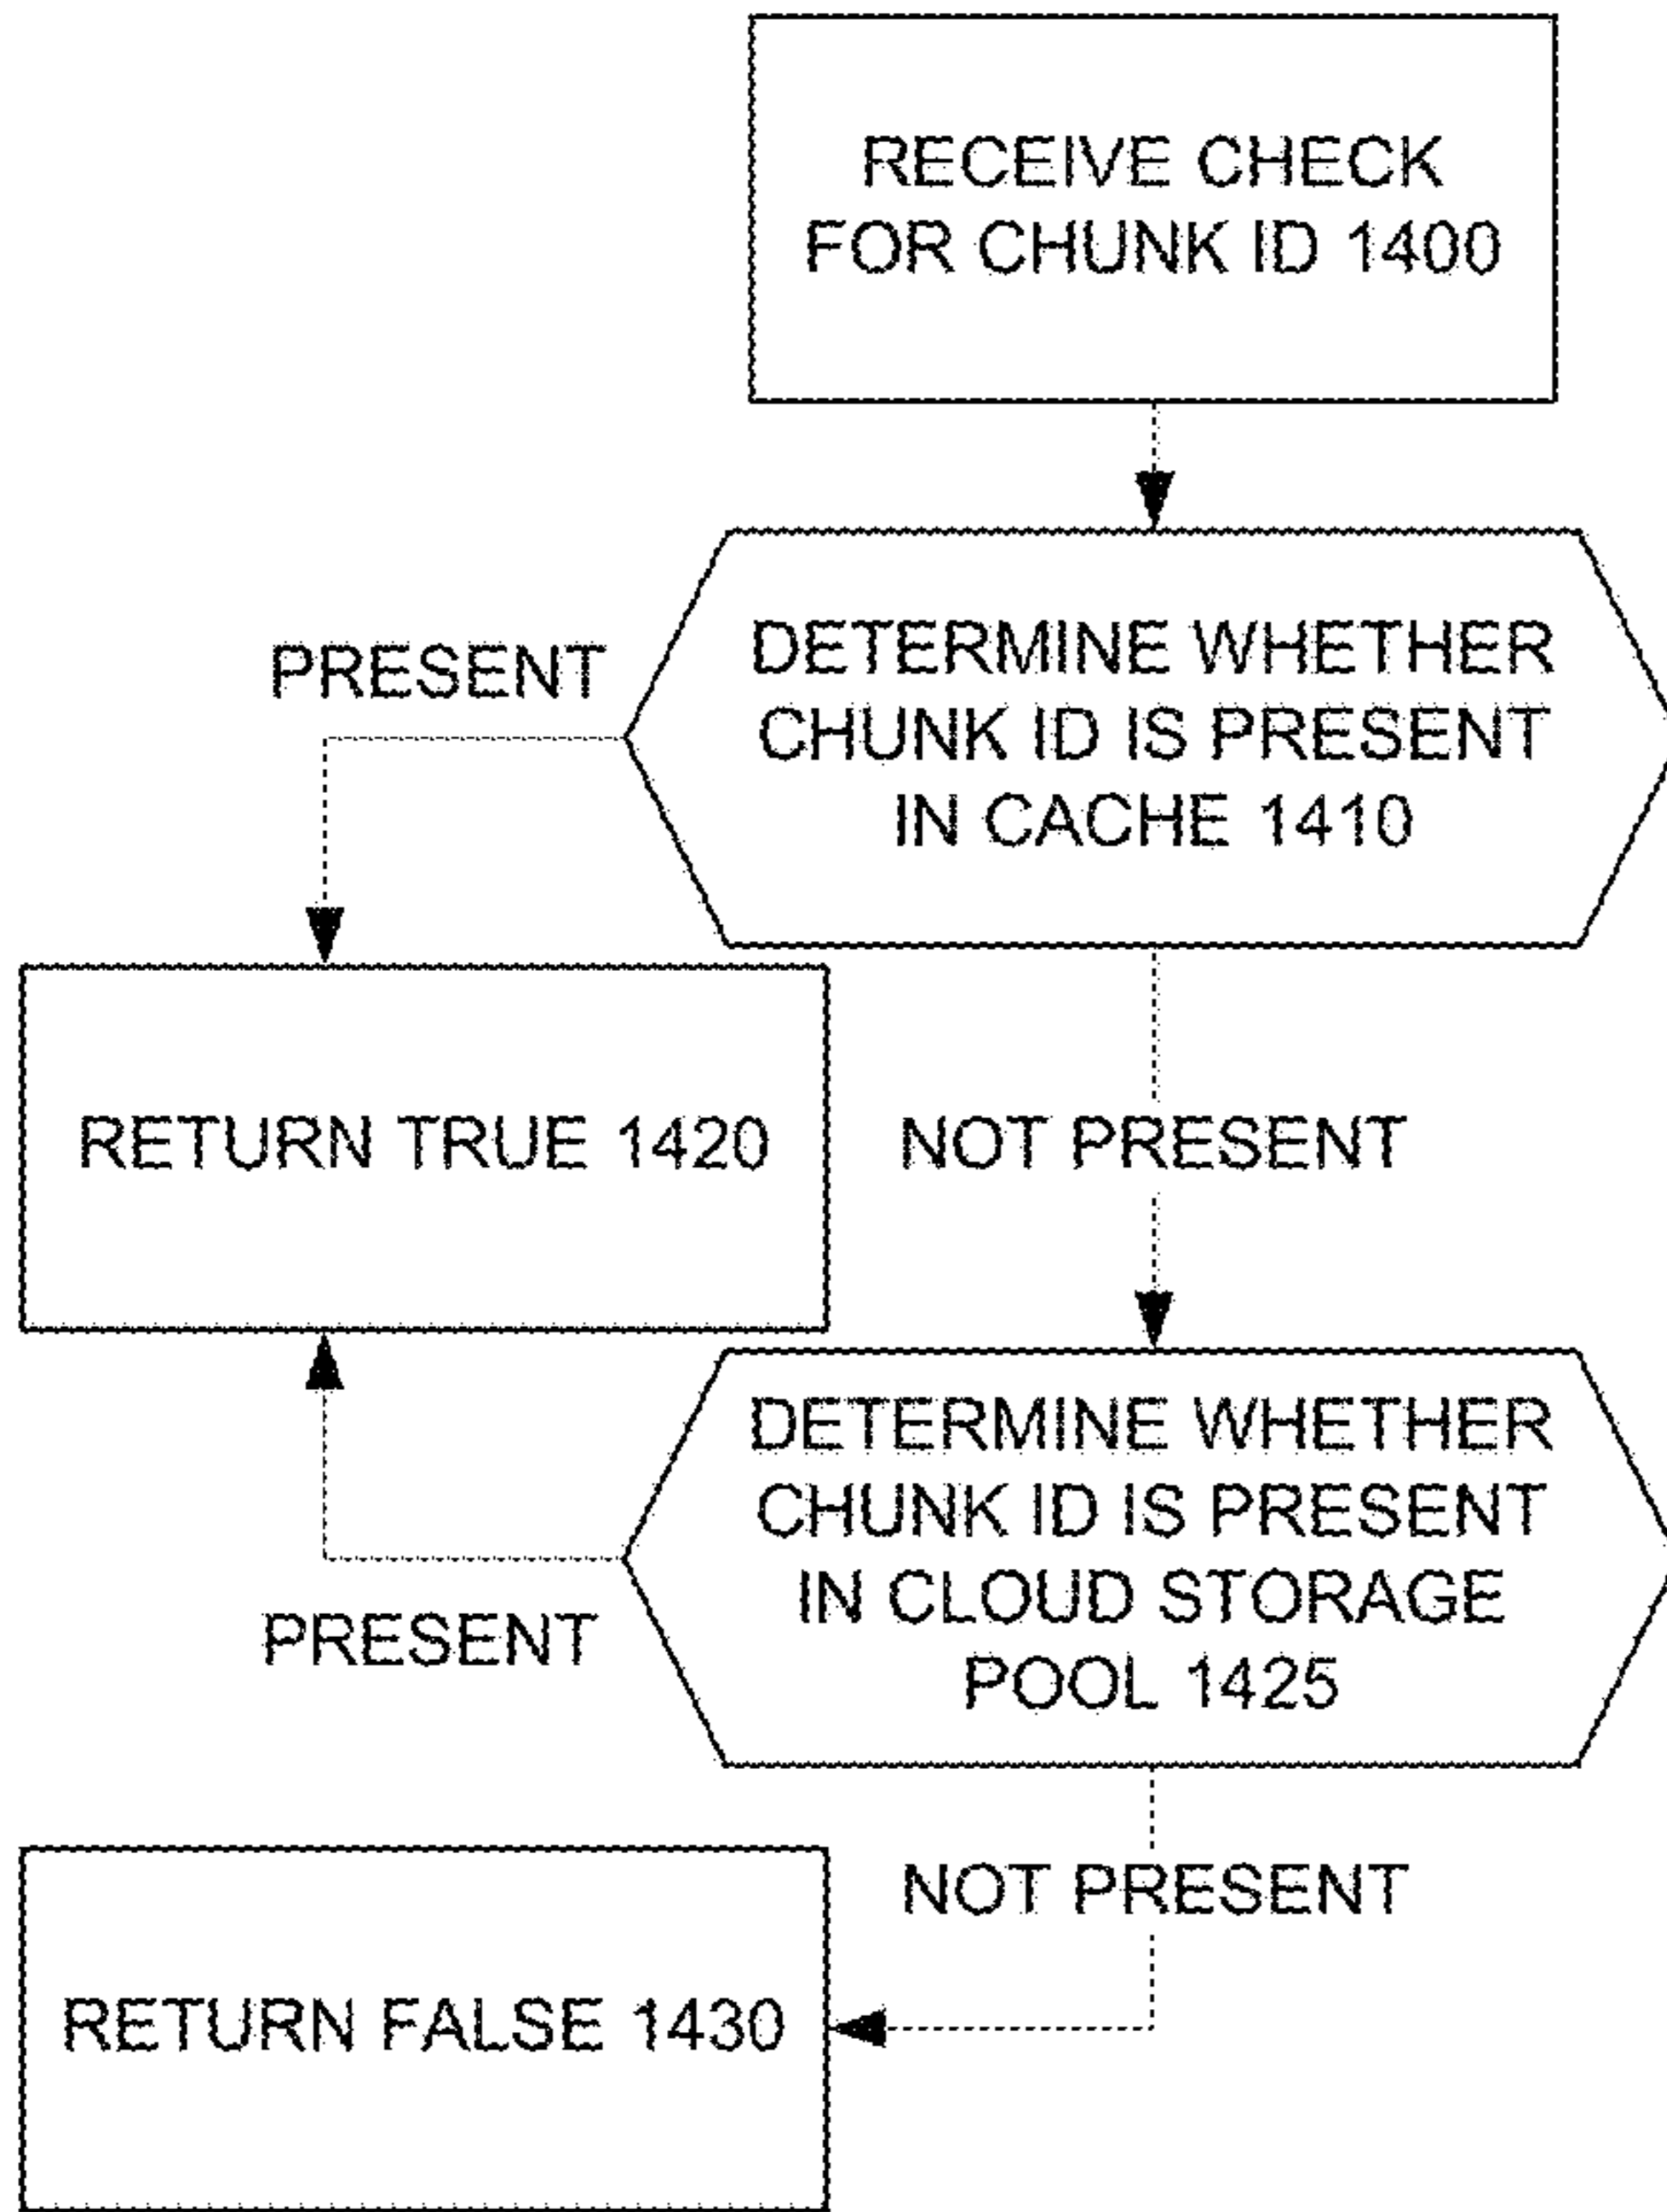 RECEIVE CHECK
FOR CHUNK ID 1400
DETERMINE WHETHER
CHUNK ID IS PRESENT
IN CACHE 1410
PRESENT
RETURN TRUE 1420
NOT PRESENT
DETERMINE WHETHER
CHUNK ID IS PRESENT
IN CLOUD STORAGE
POOL 1425
PRESENT
NOT PRESENT
RETURN FALSE 1430